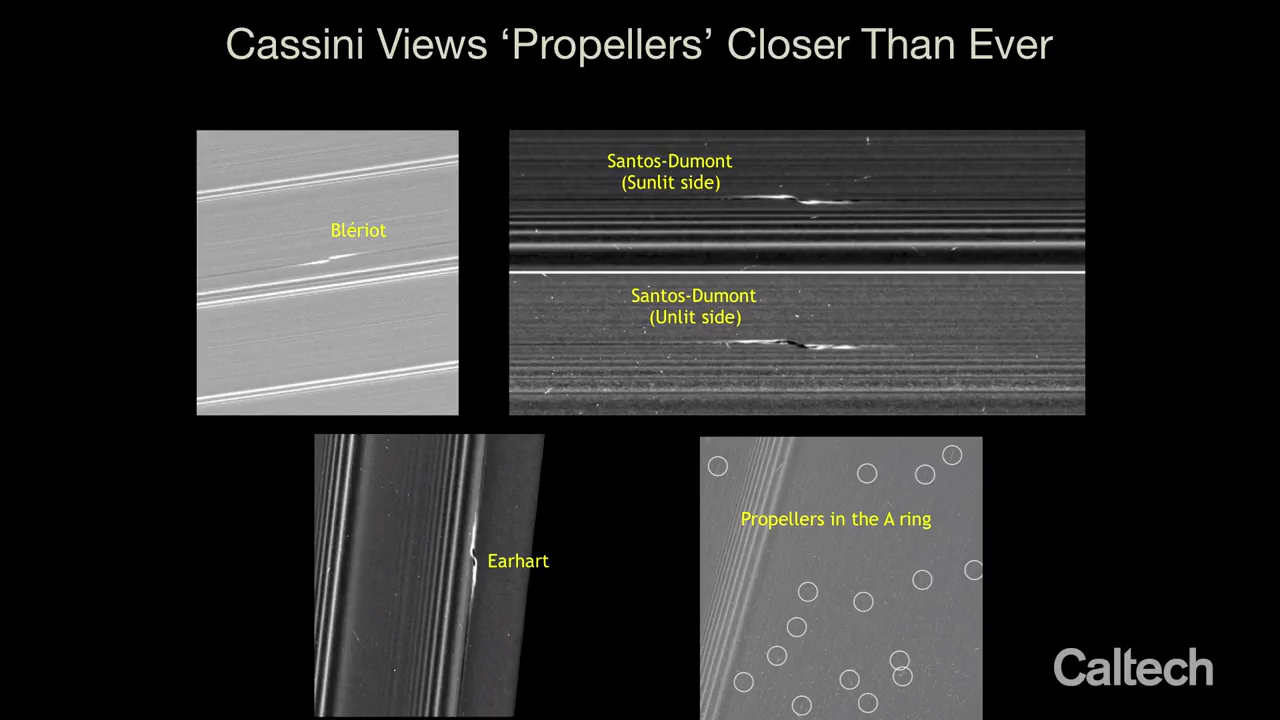 Cassini Views ‘Propellers’ Closer Than Ever
Blériot
Santos-Dumont
(Sunlit side)
Santos-Dumont
(Unlit side)
Earhart
Propellers in the A ring
Caltech